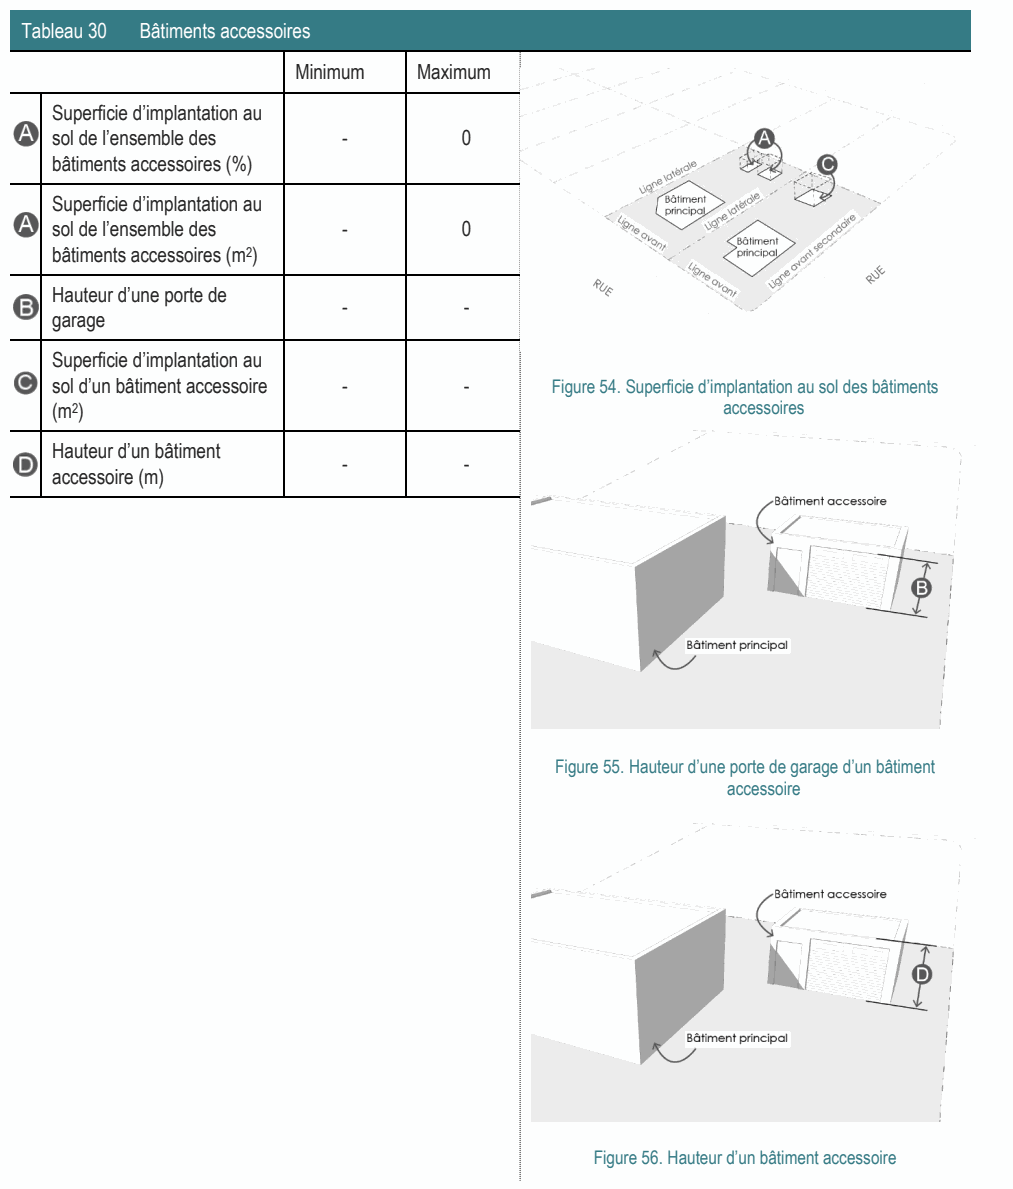 Tableau 30 Bâtiments accessoires
Minimum Maximum
A Superficie d'implantation au
sol de l'ensemble des
bâtiments accessoires (%)
- 0
A Superficie d'implantation au
sol de l'ensemble des
bâtiments accessoires (m²)
- 0
B Hauteur d'une porte de
garage
- -
C Superficie d'implantation au
sol d'un bâtiment accessoire
(m²)
- -
D Hauteur d'un bâtiment
accessoire (m)
- -
A
C
Ligne latérale
Bâtiment
principal
Ligne latérale
Ligne avant
Bâtiment
principal
Ligne avant secondaire
Ligne avant
RUE
RUE
Figure 54. Superficie d'implantation au sol des bâtiments
accessoires
Bâtiment accessoire
B
Bâtiment principal
Figure 55. Hauteur d'une porte de garage d'un bâtiment
accessoire
Bâtiment accessoire
D
Bâtiment principal
Figure 56. Hauteur d'un bâtiment accessoire